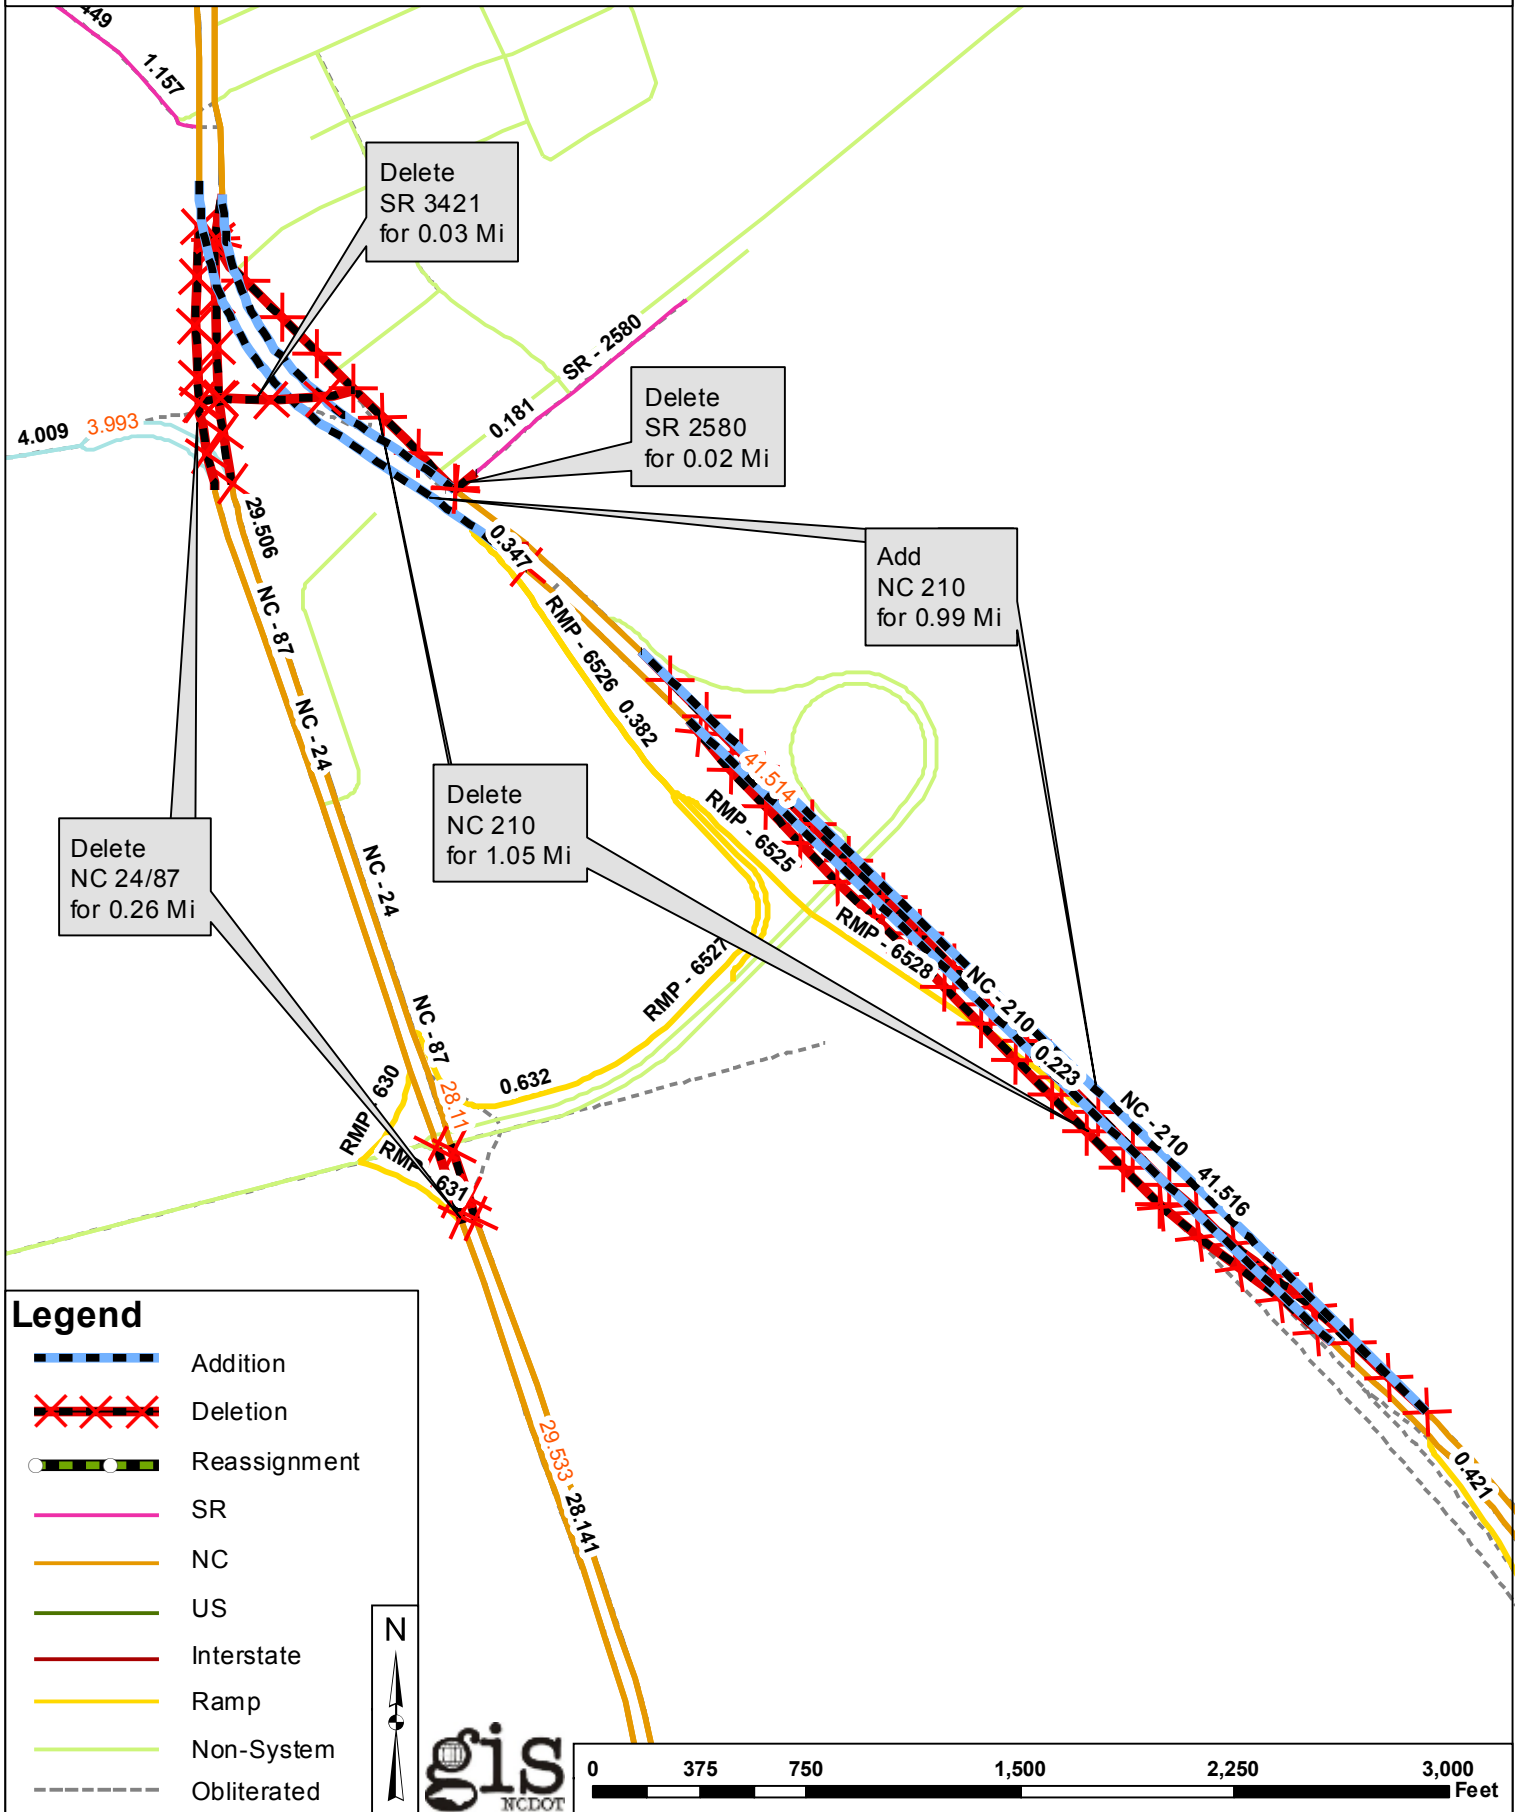 449
1.157
Delete
SR 3421
for 0.03 Mi
SR - 2580
0.181
Delete
SR 2580
for 0.02 Mi
4.009
3.993
29.506
NC - 87
NC - 24
0.347
Add
NC 210
for 0.99 Mi
RMP - 6526
0.382
41.514
RMP - 6525
Delete
NC 210
for 1.05 Mi
Delete
NC 24/87
for 0.26 Mi
NC - 24
RMP - 6528
RMP - 6527
NC - 210
NC - 87
0.223
28.11
0.632
RMP
630
NC - 210
RMP
631
41.516
29.533
28.141
0.421
Legend
Addition
Deletion
Reassignment
SR
NC
US
Interstate
Ramp
Non-System
Obliterated
N
gis
NCDOT
0 375 750 1,500 2,250 3,000
Feet